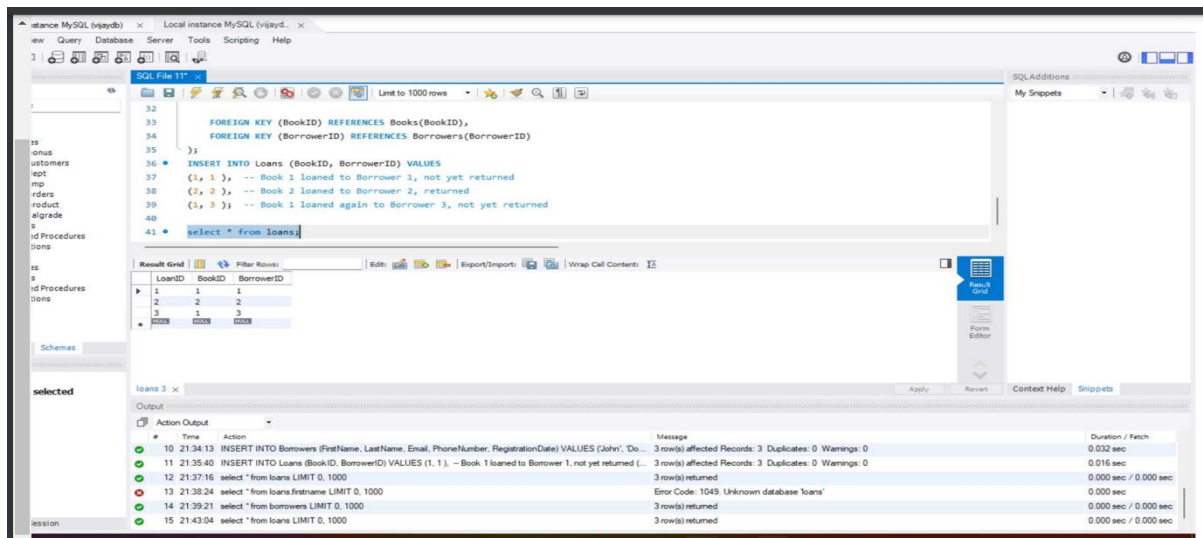 stance MySQL (vijaydb) × Local instance MySQL (vijayd... ×
ew Query Database Server Tools Scripting Help
SQL File 11* ×
SQLAdditions
Limit to 1000 rows
My Snippets
32
33 FOREIGN KEY (BookID) REFERENCES Books(BookID),
34 FOREIGN KEY (BorrowerID) REFERENCES Borrowers(BorrowerID)
35 );
36 INSERT INTO Loans (BookID, BorrowerID) VALUES
37 (1, 1 ), -- Book 1 loaned to Borrower 1, not yet returned
38 (2, 2 ), -- Book 2 loaned to Borrower 2, returned
39 (1, 3 ); -- Book 1 loaned again to Borrower 3, not yet returned
40
41 select * from loans;
es
onus
ustomers
lept
mp
rders
roduct
algrade
s
ed Procedures
tions
es
s
ed Procedures
tions
Schemas
selected
Session
Result Grid Filter Rows: Edit: Export/Import: Wrap Cell Content:
LoanID BookID BorrowerID
1 1 1
2 2 2
3 1 3
NULL NULL NULL
Result Grid
Form Editor
loans 3 ×
Apply Revert
Context Help Snippets
Output
Action Output
# Time Action Message Duration / Fetch
10 21:34:13 INSERT INTO Borrowers (FirstName, LastName, Email, PhoneNumber, RegistrationDate) VALUES ('John', 'Do... 3 row(s) affected Records: 3 Duplicates: 0 Warnings: 0 0.032 sec
11 21:35:40 INSERT INTO Loans (BookID, BorrowerID) VALUES (1, 1 ), -- Book 1 loaned to Borrower 1, not yet returned (... 3 row(s) affected Records: 3 Duplicates: 0 Warnings: 0 0.016 sec
12 21:37:16 select * from loans LIMIT 0, 1000 3 row(s) returned 0.000 sec / 0.000 sec
13 21:38:24 select * from loans.firstname LIMIT 0, 1000 Error Code: 1049. Unknown database 'loans' 0.000 sec
14 21:39:21 select * from borrowers LIMIT 0, 1000 3 row(s) returned 0.000 sec / 0.000 sec
15 21:43:04 select * from loans LIMIT 0, 1000 3 row(s) returned 0.000 sec / 0.000 sec